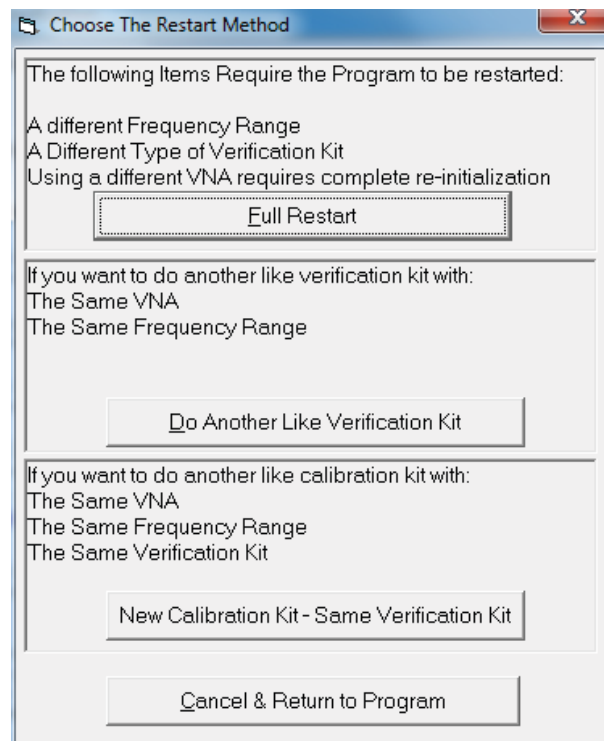 Choose The Restart Method
The following Items Require the Program to be restarted:
A different Frequency Range
A Different Type of Verification Kit
Using a different VNA requires complete re-initialization
Full Restart
If you want to do another like verification kit with:
The Same VNA
The Same Frequency Range
Do Another Like Verification Kit
If you want to do another like calibration kit with:
The Same VNA
The Same Frequency Range
The Same Verification Kit
New Calibration Kit - Same Verification Kit
Cancel & Return to Program